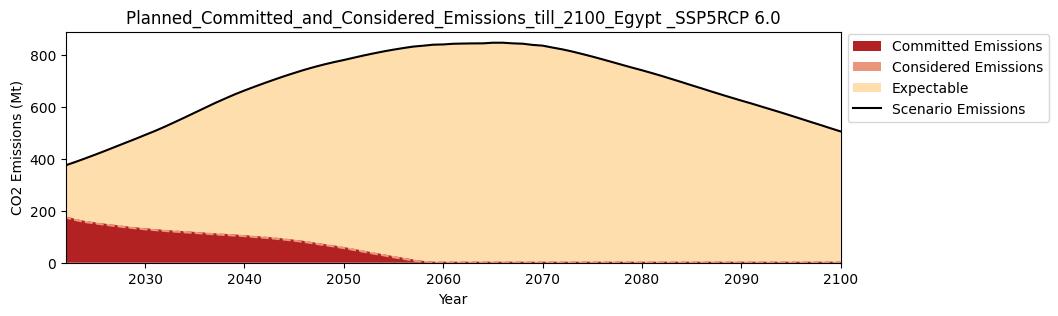 Planned_Committed_and_Considered_Emissions_till_2100_Egypt _SSP5RCP 6.0
CO2 Emissions (Mt)
800
600
400
200
0
2030 2040 2050 2060 2070 2080 2090 2100
Year
Committed Emissions
Considered Emissions
Expectable
Scenario Emissions